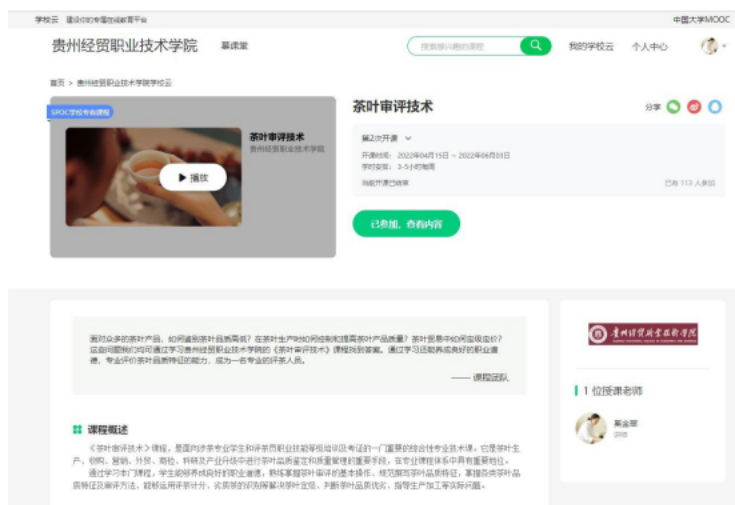 学校云 建设你的专属在线教育平台
中国大学MOOC
贵州经贸职业技术学院 慕课堂
搜索感兴趣的课程
我的学校云 个人中心
首页 > 贵州经贸职业技术学院学校云
SPOC学校专有课程
茶叶审评技术
贵州经贸职业技术学院
播放
茶叶审评技术
分享
第2次开课
开课时间： 2022年04月15日 ~ 2022年06月03日
学时安排： 3-5小时每周
当前开课已结束
已有 113 人参加
已参加，查看内容
面对众多的茶叶产品，如何鉴别茶叶品质高低？在茶叶生产时如何控制和提高茶叶产品质量？茶叶贸易中如何定级定价？
这些问题我们均可通过学习贵州经贸职业技术学院的《茶叶审评技术》课程找到答案。通过学习还能养成良好的职业道
德、专业评价茶叶品质特征的能力，成为一名专业的评茶人员。
—— 课程团队
贵州经贸职业技术学院
1 位授课老师
讲师
课程概述
《茶叶审评技术》课程，是面向涉茶专业学生和评茶员职业技能等级培训及考证的一门重要的综合性专业技术课。它是茶叶生
产、收购、营销、外贸、商检、科研及产业升级中进行茶叶品质鉴定和质量管理的重要手段，在专业课程体系中具有重要地位。
通过学习本门课程，学生能够养成良好的职业道德，熟练掌握茶叶审评的基本操作、规范撰写茶叶品质特征，掌握各类茶叶品
质特征及审评方法，能够运用评茶计分、劣质茶的识别等解决茶叶定级、判断茶叶品质优劣、指导生产加工等实际问题。